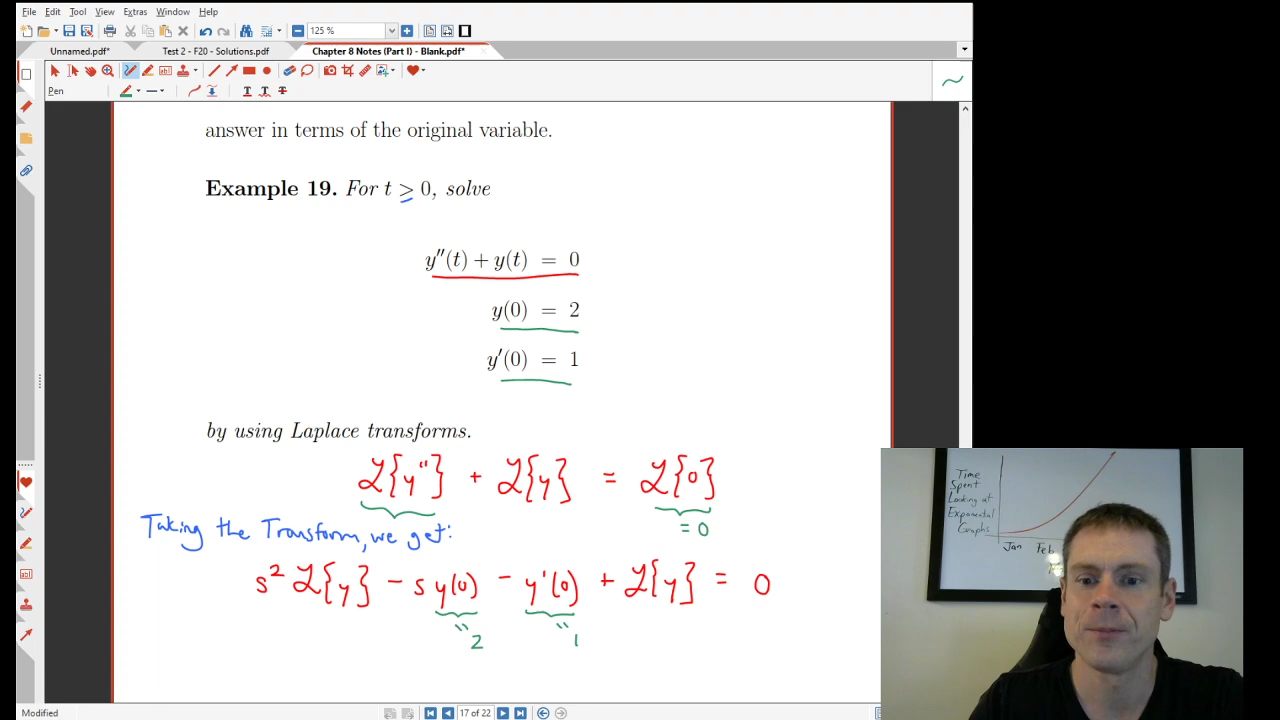 File Edit Tool View Extras Window Help
125 %
Unnamed.pdf* Test 2 - F20 - Solutions.pdf* Chapter 8 Notes (Part I) - Blank.pdf*
Pen
answer in terms of the original variable.
Example 19. For t ≥ 0, solve
y″(t) + y(t) = 0
y(0) = 2
y′(0) = 1
by using Laplace transforms.
ℒ{y"} + ℒ{y} = ℒ{0}
= 0
Taking the Transform, we get:
s² ℒ{y} - s y(0) - y'(0) + ℒ{y} = 0
" 2 " 1
Time
Spent
Looking at
Exponential
Graphs
Jan Feb
Modified 17 of 22